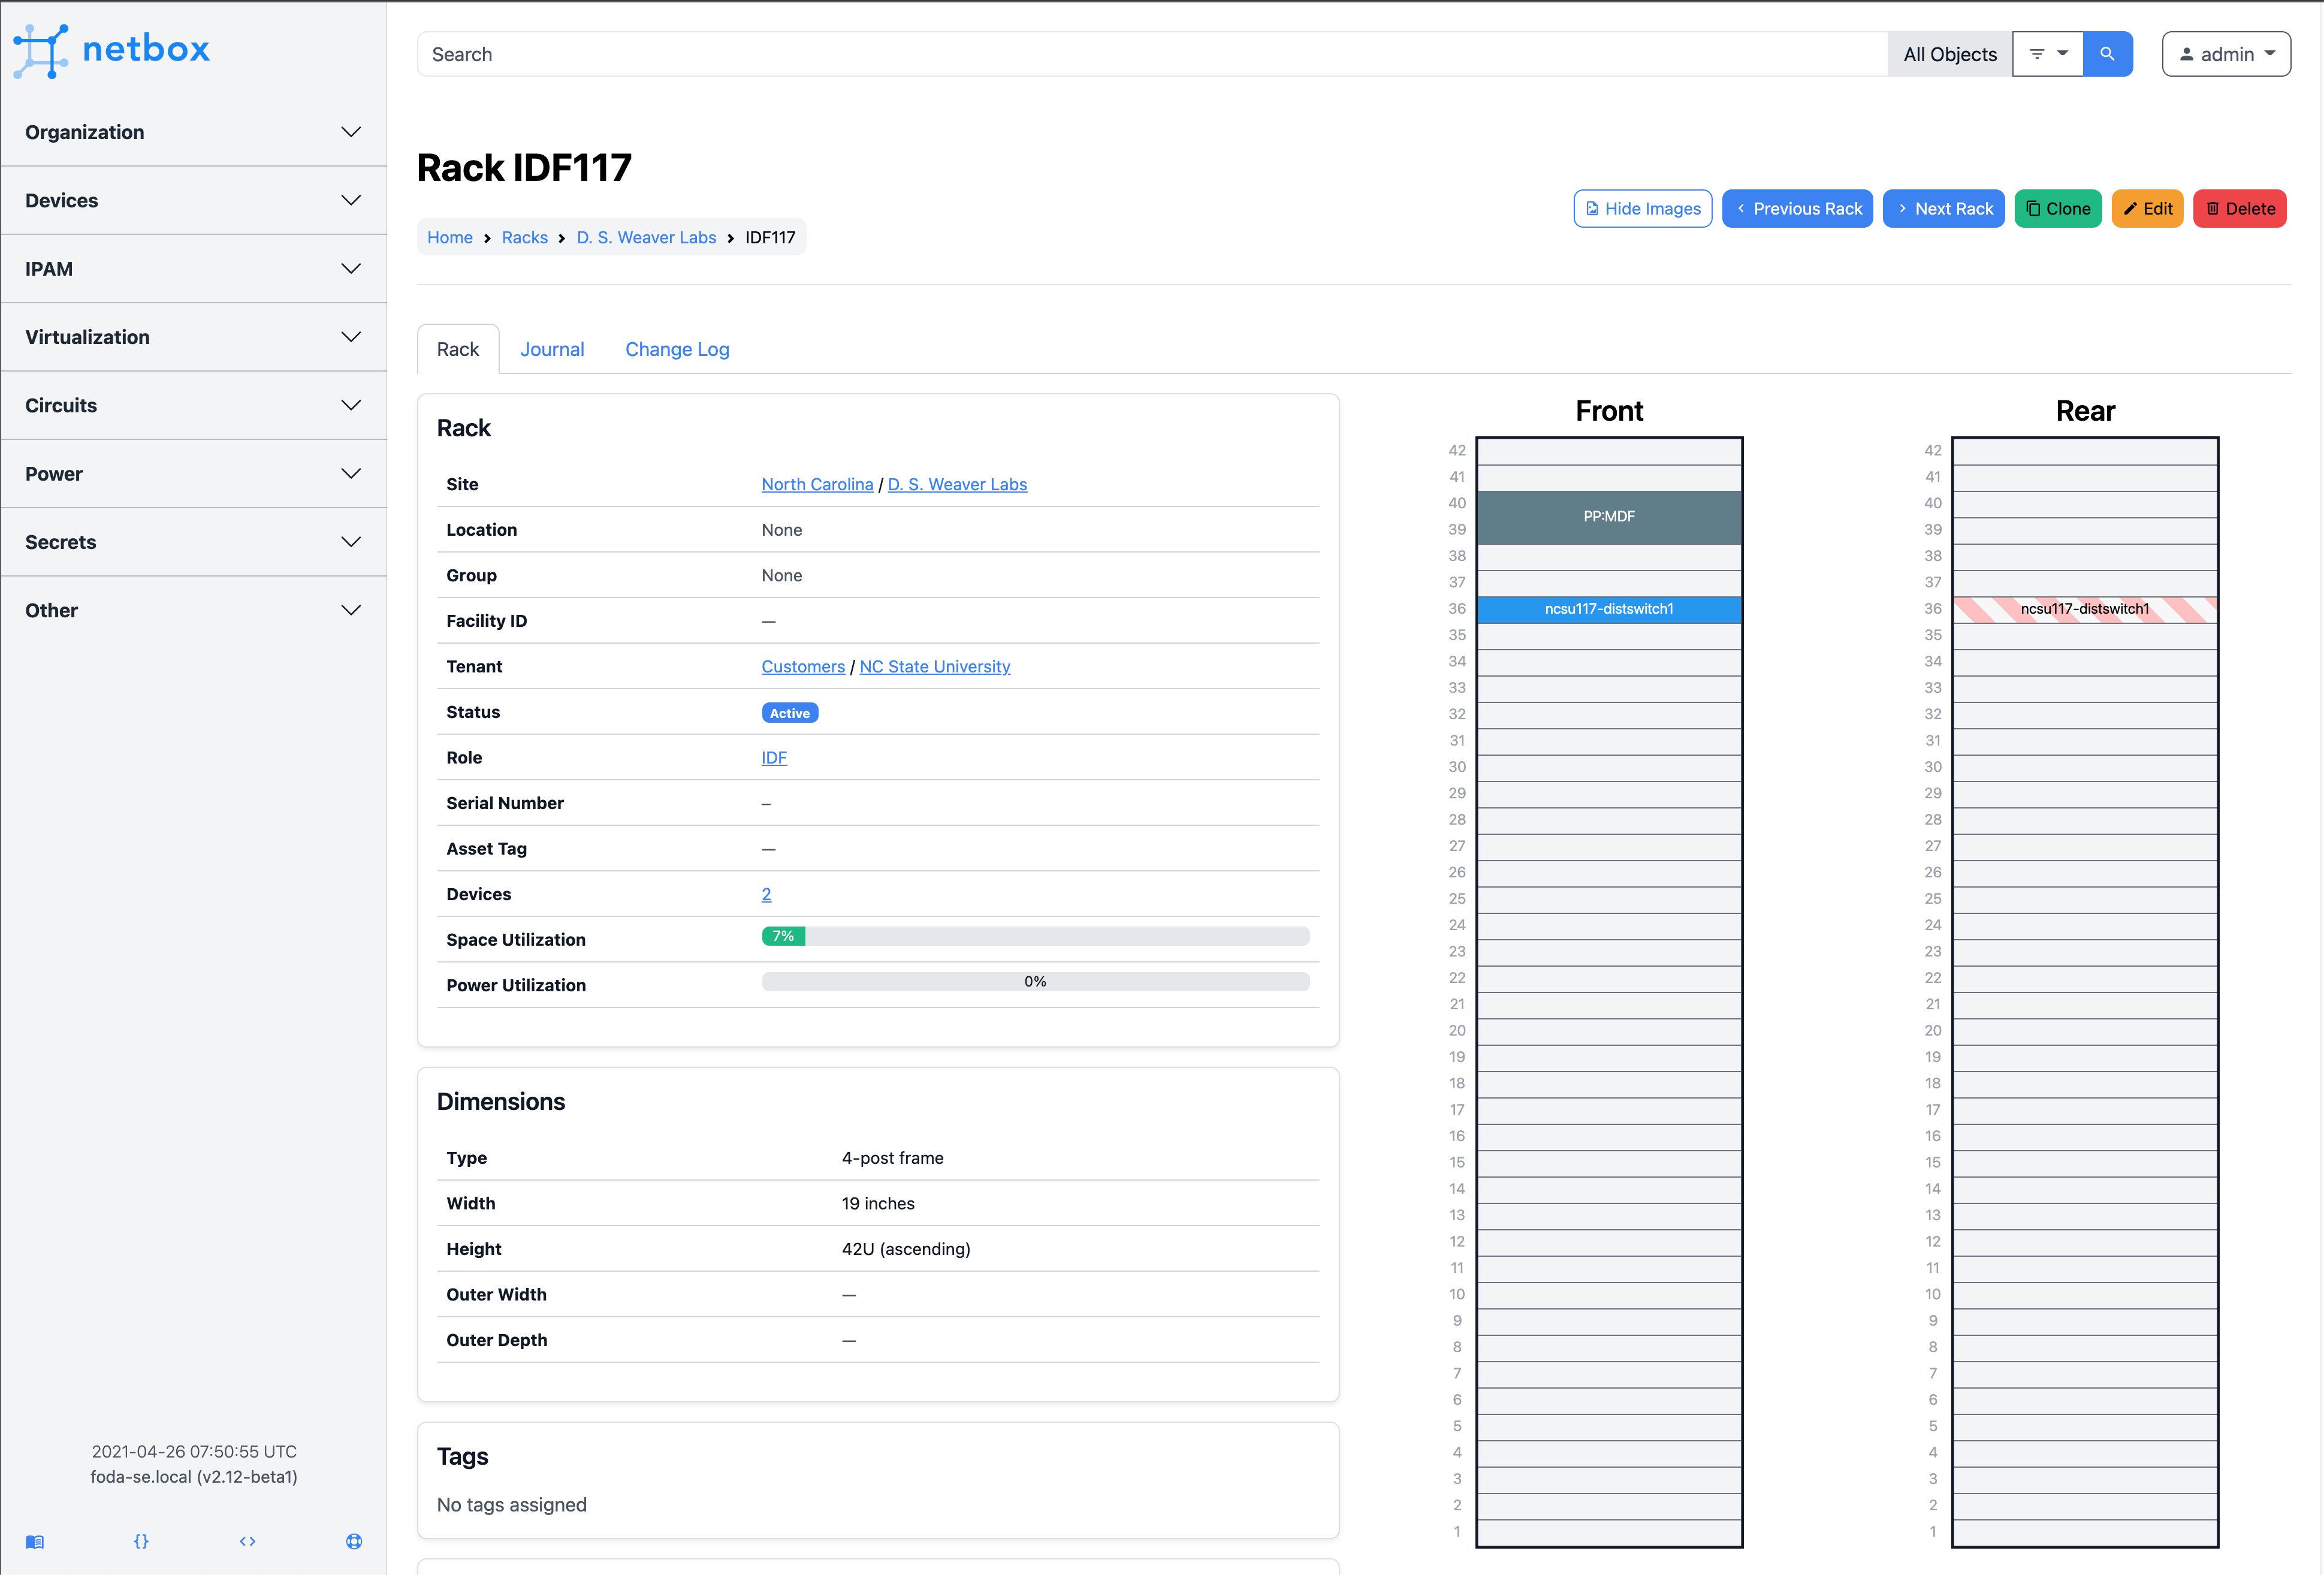 netbox
Search
All Objects
admin
Organization
Devices
IPAM
Virtualization
Circuits
Power
Secrets
Other
2021-04-26 07:50:55 UTC
foda-se.local (v2.12-beta1)
{}
<>
Rack IDF117
Home > Racks > D. S. Weaver Labs > IDF117
Hide Images
< Previous Rack
> Next Rack
Clone
Edit
Delete
Rack
Journal
Change Log
Rack
Site North Carolina / D. S. Weaver Labs
Location None
Group None
Facility ID —
Tenant Customers / NC State University
Status Active
Role IDF
Serial Number –
Asset Tag —
Devices 2
Space Utilization 7%
Power Utilization 0%
Dimensions
Type 4-post frame
Width 19 inches
Height 42U (ascending)
Outer Width —
Outer Depth —
Tags
No tags assigned
Front
42
41
40
PP:MDF
39
38
37
36 ncsu117-distswitch1
35
34
33
32
31
30
29
28
27
26
25
24
23
22
21
20
19
18
17
16
15
14
13
12
11
10
9
8
7
6
5
4
3
2
1
Rear
42
41
40
39
38
37
36 ncsu117-distswitch1
35
34
33
32
31
30
29
28
27
26
25
24
23
22
21
20
19
18
17
16
15
14
13
12
11
10
9
8
7
6
5
4
3
2
1